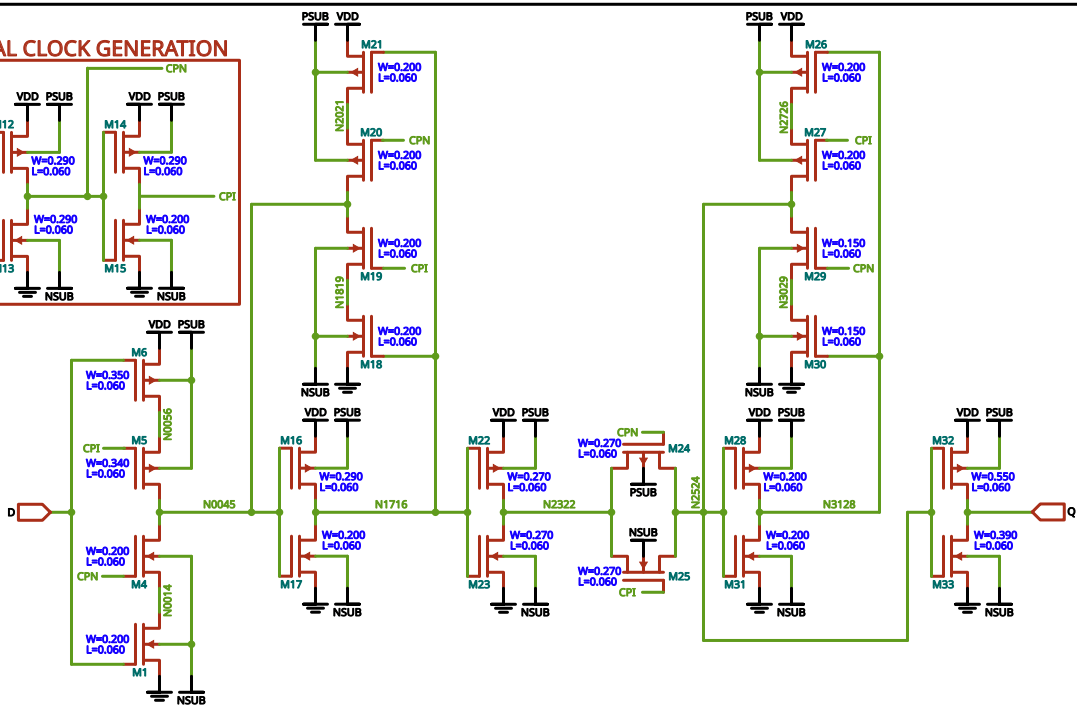 AL CLOCK GENERATION
CPN
VDD PSUB
VDD PSUB
M12
M14
W=0.290
L=0.060
W=0.290
L=0.060
CPI
W=0.290
L=0.060
W=0.200
L=0.060
M13
M15
NSUB
NSUB
PSUB VDD
M21
W=0.200
L=0.060
N2021
M20
CPN
W=0.200
L=0.060
W=0.200
L=0.060
CPI
M19
N1819
W=0.200
L=0.060
M18
NSUB
PSUB VDD
M26
W=0.200
L=0.060
N2726
M27
CPI
W=0.200
L=0.060
W=0.150
L=0.060
CPN
M29
N3029
W=0.150
L=0.060
M30
NSUB
VDD PSUB
M6
W=0.350
L=0.060
N0056
M5
CPI
W=0.340
L=0.060
D
N0045
W=0.200
L=0.060
CPN
M4
N0014
W=0.200
L=0.060
M1
NSUB
VDD PSUB
M16
W=0.290
L=0.060
N1716
W=0.200
L=0.060
M17
NSUB
VDD PSUB
M22
W=0.270
L=0.060
N2322
W=0.270
L=0.060
M23
NSUB
CPN
W=0.270
L=0.060
M24
PSUB
NSUB
W=0.270
L=0.060
M25
CPI
N2524
VDD PSUB
M28
W=0.200
L=0.060
N3128
W=0.200
L=0.060
M31
NSUB
VDD PSUB
M32
W=0.550
L=0.060
Q
W=0.390
L=0.060
M33
NSUB